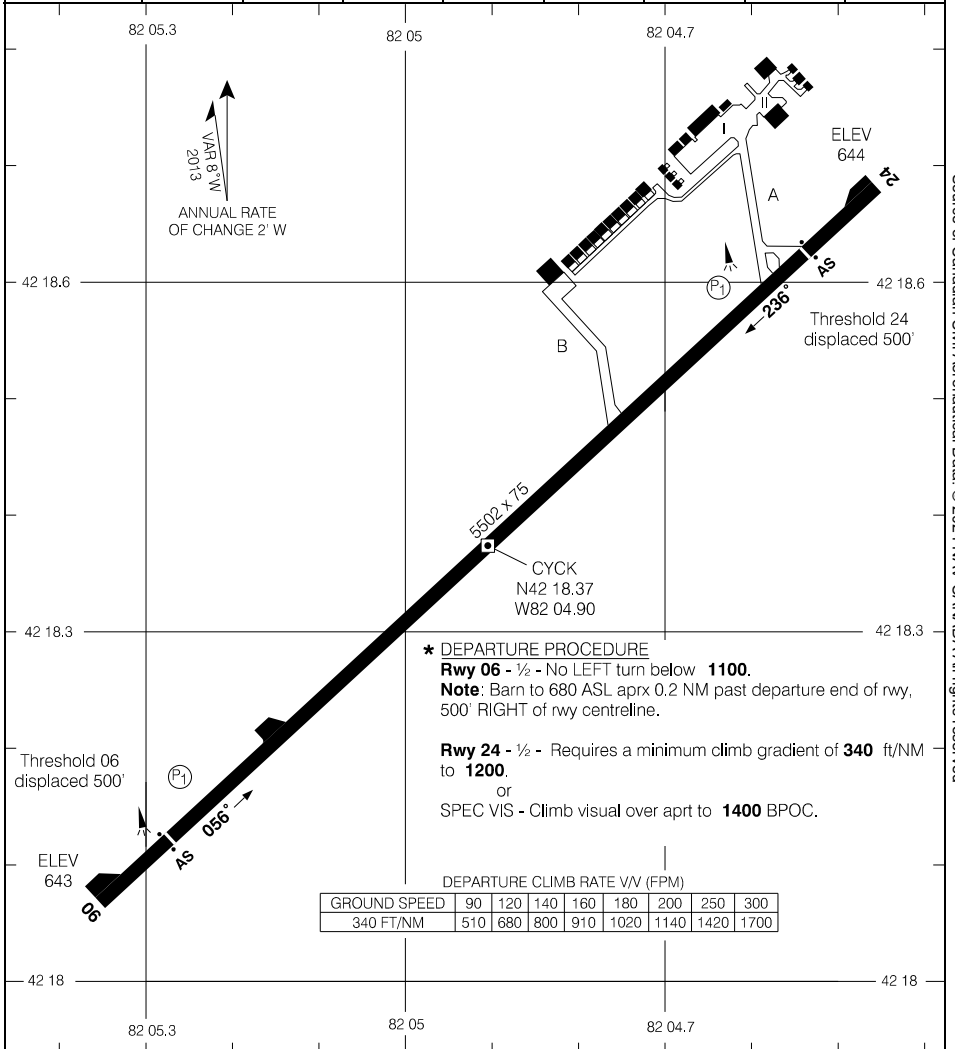 82 05.3
82 05
82 04.7
VAR 8°W
2013
ANNUAL RATE
OF CHANGE 2' W
II
I
ELEV
644
24
A
42 18.6
42 18.6
P1
AS
236°
Threshold 24
displaced 500'
B
5502 x 75
CYCK
N42 18.37
W82 04.90
42 18.3
42 18.3
* DEPARTURE PROCEDURE
Rwy 06 - ½ - No LEFT turn below 1100.
Note: Barn to 680 ASL aprx 0.2 NM past departure end of rwy,
500' RIGHT of rwy centreline.
Rwy 24 - ½ - Requires a minimum climb gradient of 340 ft/NM
to 1200.
or
SPEC VIS - Climb visual over aprt to 1400 BPOC.
Threshold 06
displaced 500'
P1
056°
AS
ELEV
643
06
DEPARTURE CLIMB RATE V/V (FPM)
GROUND SPEED 90 120 140 160 180 200 250 300
340 FT/NM 510 680 800 910 1020 1140 1420 1700
42 18
42 18
82 05.3
82 05
82 04.7